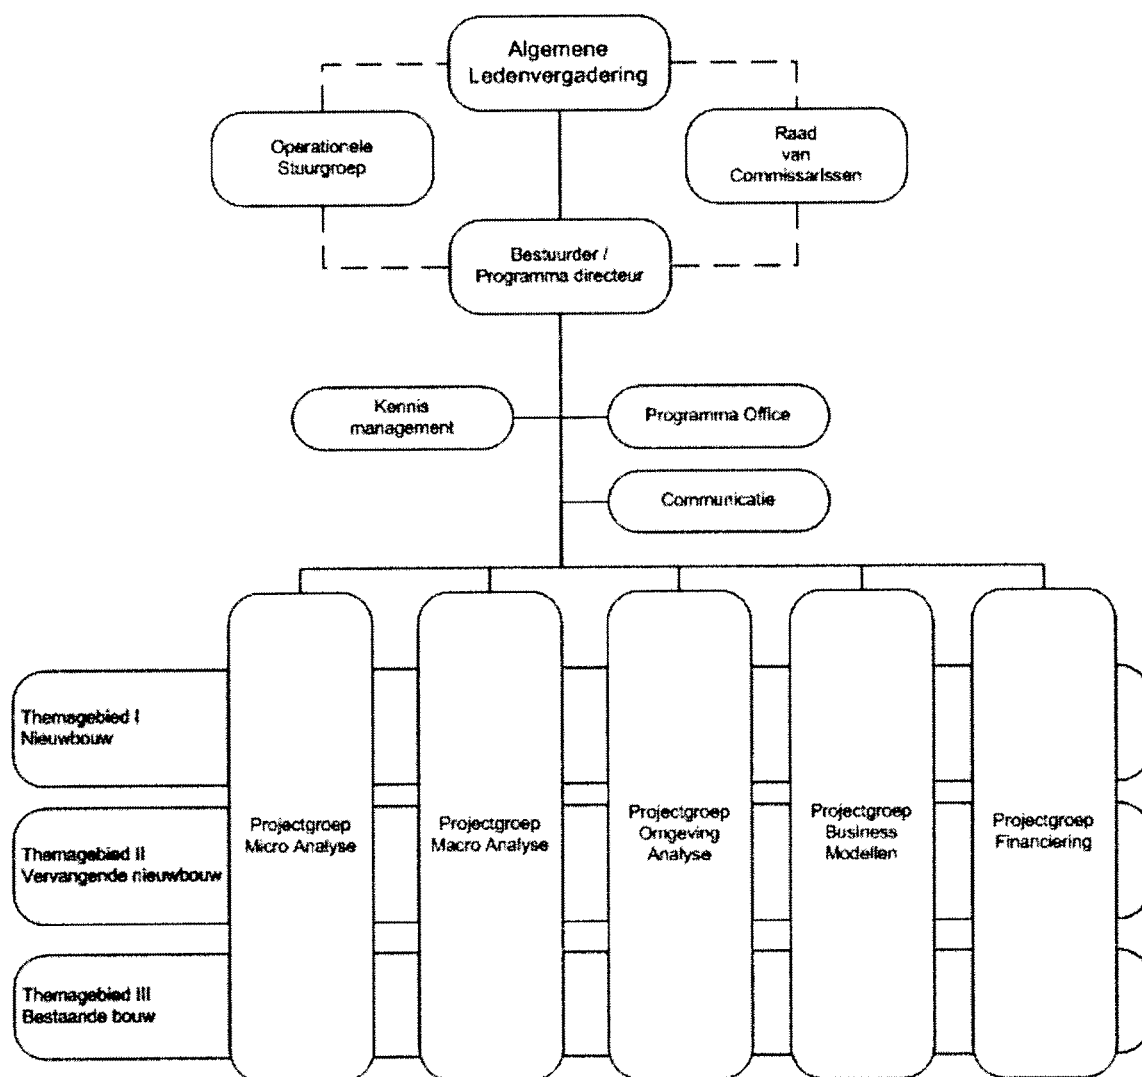 Algemene
Ledenvergadering
Operationele
Stuurgroep
Raad
van
Commissarissen
Bestuurder /
Programma directeur
Kennis
management
Programma Office
Communicatie
Themagebied I
Nieuwbouw
Themagebied II
Vervangende nieuwbouw
Themagebied III
Bestaande bouw
Projectgroep
Micro Analyse
Projectgroep
Macro Analyse
Projectgroep
Omgeving
Analyse
Projectgroep
Business
Modellen
Projectgroep
Financiering